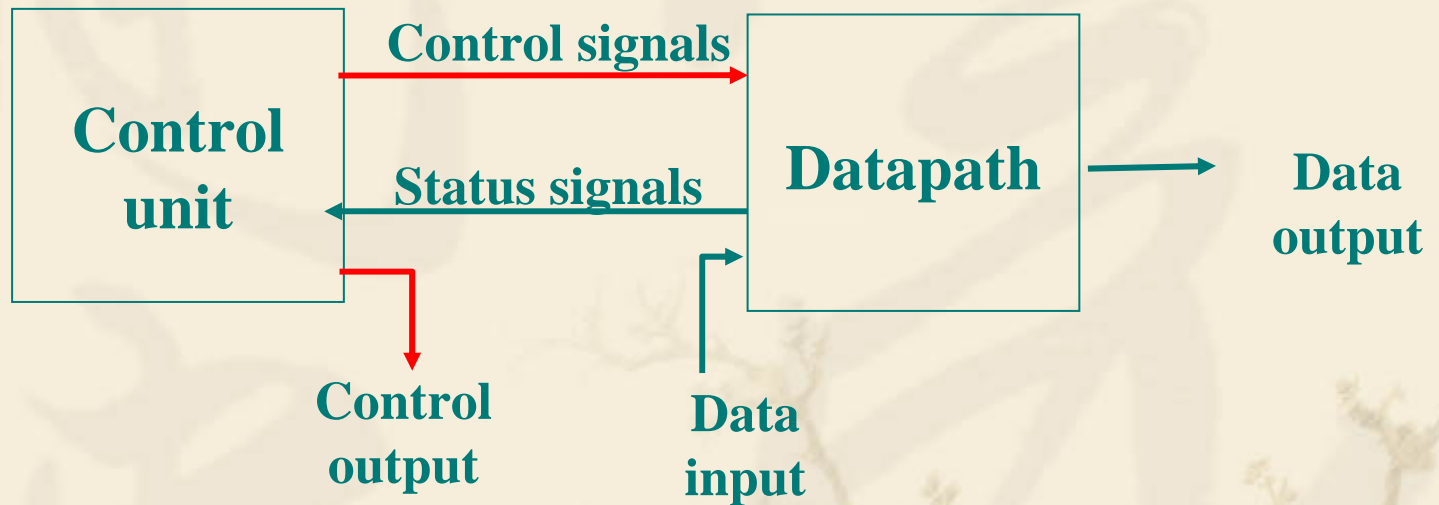 Control signals
Control
unit
Status signals
Datapath
Data
output
Control
output
Data
input